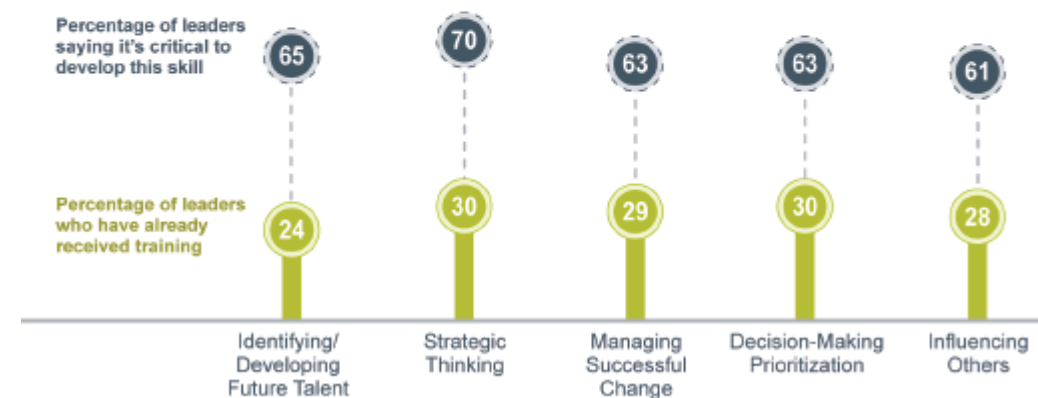 Percentage of leaders
saying it's critical to
develop this skill
65
70
63
63
61
Percentage of leaders
who have already
received training
24
30
29
30
28
Identifying/
Developing
Future Talent
Strategic
Thinking
Managing
Successful
Change
Decision-Making
Prioritization
Influencing
Others